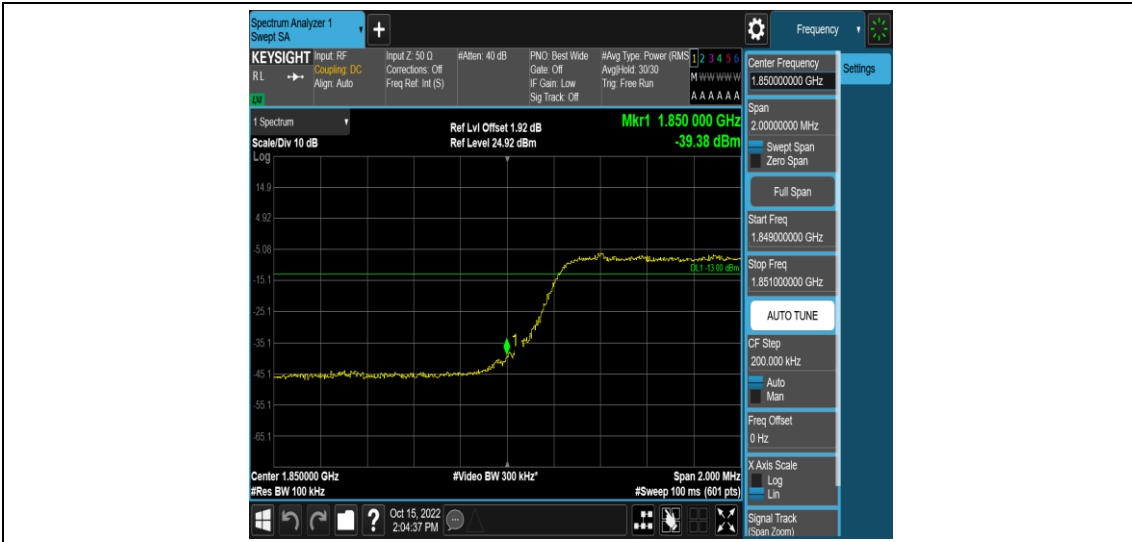 Spectrum Analyzer 1
Swept SA
Frequency
KEYSIGHT
RL
Input: RF
Coupling: DC
Align: Auto
Input Z: 50 Ω
Corrections: Off
Freq Ref: Int (S)
#Atten: 40 dB
PNO: Best Wide
Gate: Off
IF Gain: Low
Sig Track: Off
#Avg Type: Power (RMS
Avg|Hold: 30/30
Trig: Free Run
1 2 3 4 5 6
M W W W W W
A A A A A A
1 Spectrum
Scale/Div 10 dB
Log
Ref Lvl Offset 1.92 dB
Ref Level 24.92 dBm
Mkr1 1.850 000 GHz
-39.38 dBm
14.9
4.92
-5.08
-15.1
-25.1
-35.1
-45.1
-55.1
-65.1
DL1 -13.00 dBm
1
Center 1.850000 GHz
#Res BW 100 kHz
#Video BW 300 kHz*
Span 2.000 MHz
#Sweep 100 ms (601 pts)
Center Frequency
1.850000000 GHz
Settings
Span
2.00000000 MHz
Swept Span
Zero Span
Full Span
Start Freq
1.849000000 GHz
Stop Freq
1.851000000 GHz
AUTO TUNE
CF Step
200.000 kHz
Auto
Man
Freq Offset
0 Hz
X Axis Scale
Log
Lin
Signal Track
(Span Zoom)
?
Oct 15, 2022
2:04:37 PM